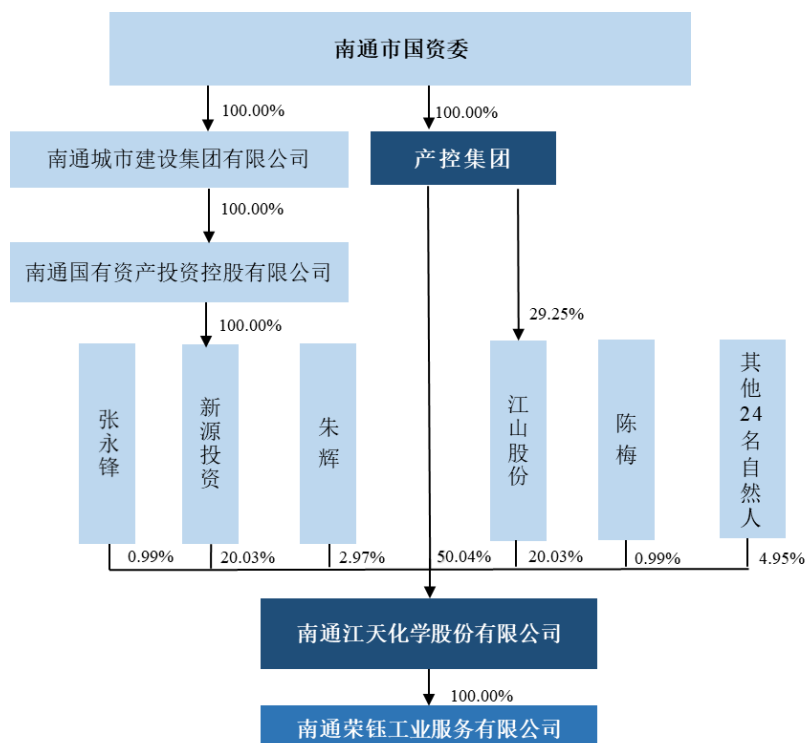 南通市国资委
100.00%
100.00%
南通城市建设集团有限公司
产控集团
100.00%
南通国有资产投资控股有限公司
100.00%
29.25%
张永锋
新源投资
朱辉
江山股份
陈梅
其他24名自然人
0.99%
20.03%
2.97%
50.04%
20.03%
0.99%
4.95%
南通江天化学股份有限公司
100.00%
南通荣钰工业服务有限公司